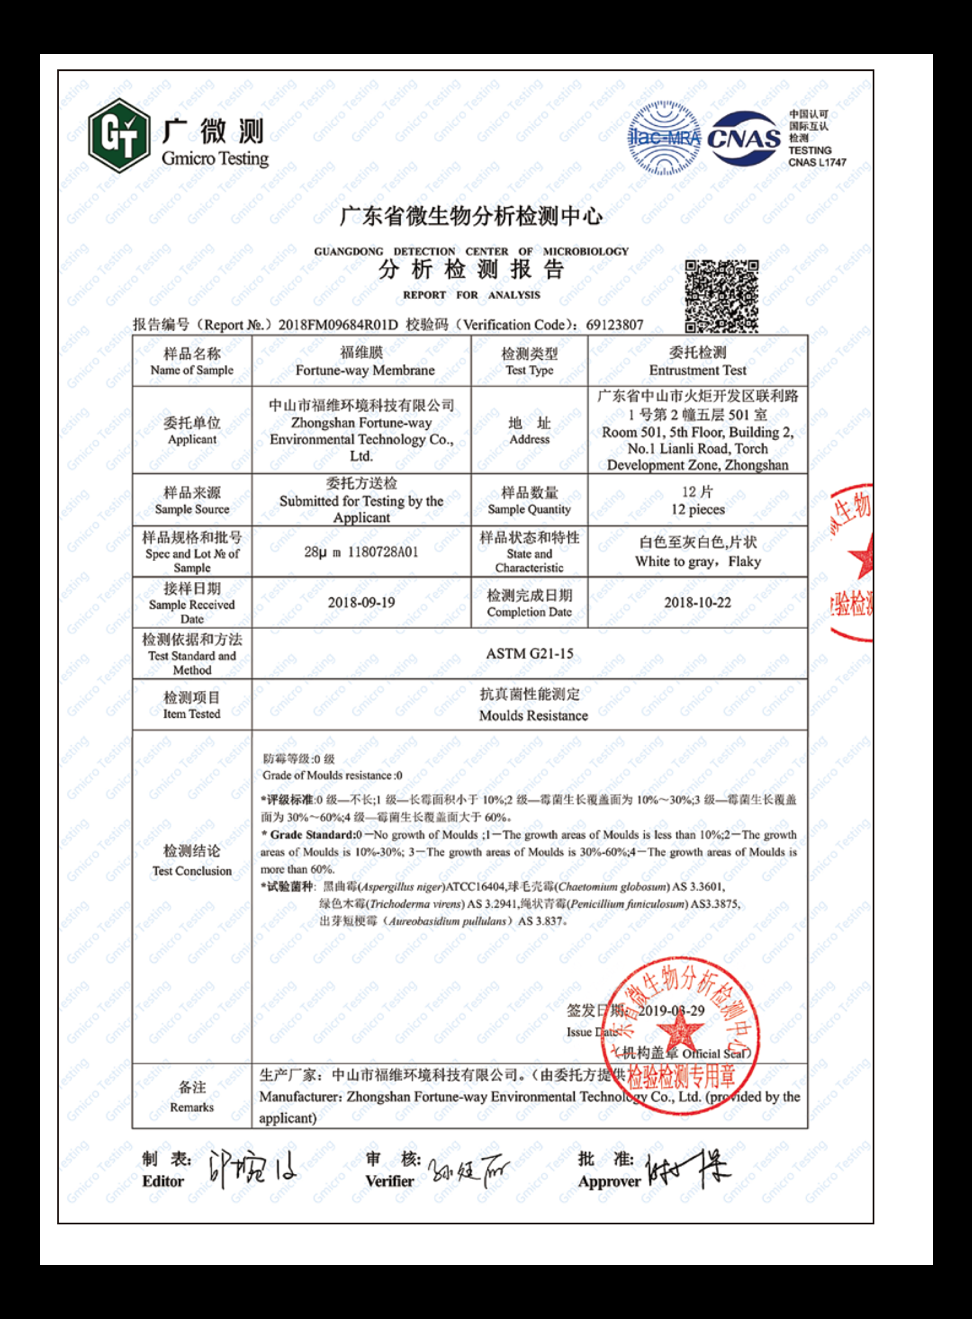 GT
广微测
Gmicro Testing
ilac-MRA
CNAS
中国认可
国际互认
检测
TESTING
CNAS L1747
广东省微生物分析检测中心
GUANGDONG DETECTION CENTER OF MICROBIOLOGY
分析检测报告
REPORT FOR ANALYSIS
报告编号（Report №.）2018FM09684R01D 校验码（Verification Code）：69123807
样品名称
Name of Sample
福维膜
Fortune-way Membrane
检测类型
Test Type
委托检测
Entrustment Test
委托单位
Applicant
中山市福维环境科技有限公司
Zhongshan Fortune-way
Environmental Technology Co.,
Ltd.
地 址
Address
广东省中山市火炬开发区联利路
1 号第 2 幢五层 501 室
Room 501, 5th Floor, Building 2,
No.1 Lianli Road, Torch
Development Zone, Zhongshan
样品来源
Sample Source
委托方送检
Submitted for Testing by the
Applicant
样品数量
Sample Quantity
12 片
12 pieces
样品规格和批号
Spec and Lot № of
Sample
28μ m 1180728A01
样品状态和特性
State and
Characteristic
白色至灰白色,片状
White to gray，Flaky
接样日期
Sample Received
Date
2018-09-19
检测完成日期
Completion Date
2018-10-22
检测依据和方法
Test Standard and
Method
ASTM G21-15
检测项目
Item Tested
抗真菌性能测定
Moulds Resistance
检测结论
Test Conclusion
防霉等级:0 级
Grade of Moulds resistance:0
*评级标准:0 级—不长;1 级—长霉面积小于 10%;2 级—霉菌生长覆盖面为 10%～30%;3 级—霉菌生长覆盖
面为 30%～60%;4 级—霉菌生长覆盖面大于 60%。
* Grade Standard:0－No growth of Moulds ;1－The growth areas of Moulds is less than 10%;2－The growth
areas of Moulds is 10%-30%; 3－The growth areas of Moulds is 30%-60%;4－The growth areas of Moulds is
more than 60%.
*试验菌种: 黑曲霉(Aspergillus niger)ATCC16404,球毛壳霉(Chaetomium globosum) AS 3.3601,
绿色木霉(Trichoderma virens) AS 3.2941,绳状青霉(Penicillium funiculosum) AS3.3875,
出芽短梗霉（Aureobasidium pullulans）AS 3.837。
签发日期: 2019-03-29
Issue Date
（机构盖章 Official Seal）
广东省微生物分析检测中心
检验检测专用章
生物
验检测
备注
Remarks
生产厂家：中山市福维环境科技有限公司。（由委托方提供）
Manufacturer: Zhongshan Fortune-way Environmental Technology Co., Ltd. (provided by the
applicant)
制 表:
Editor
审 核:
Verifier
批 准:
Approver